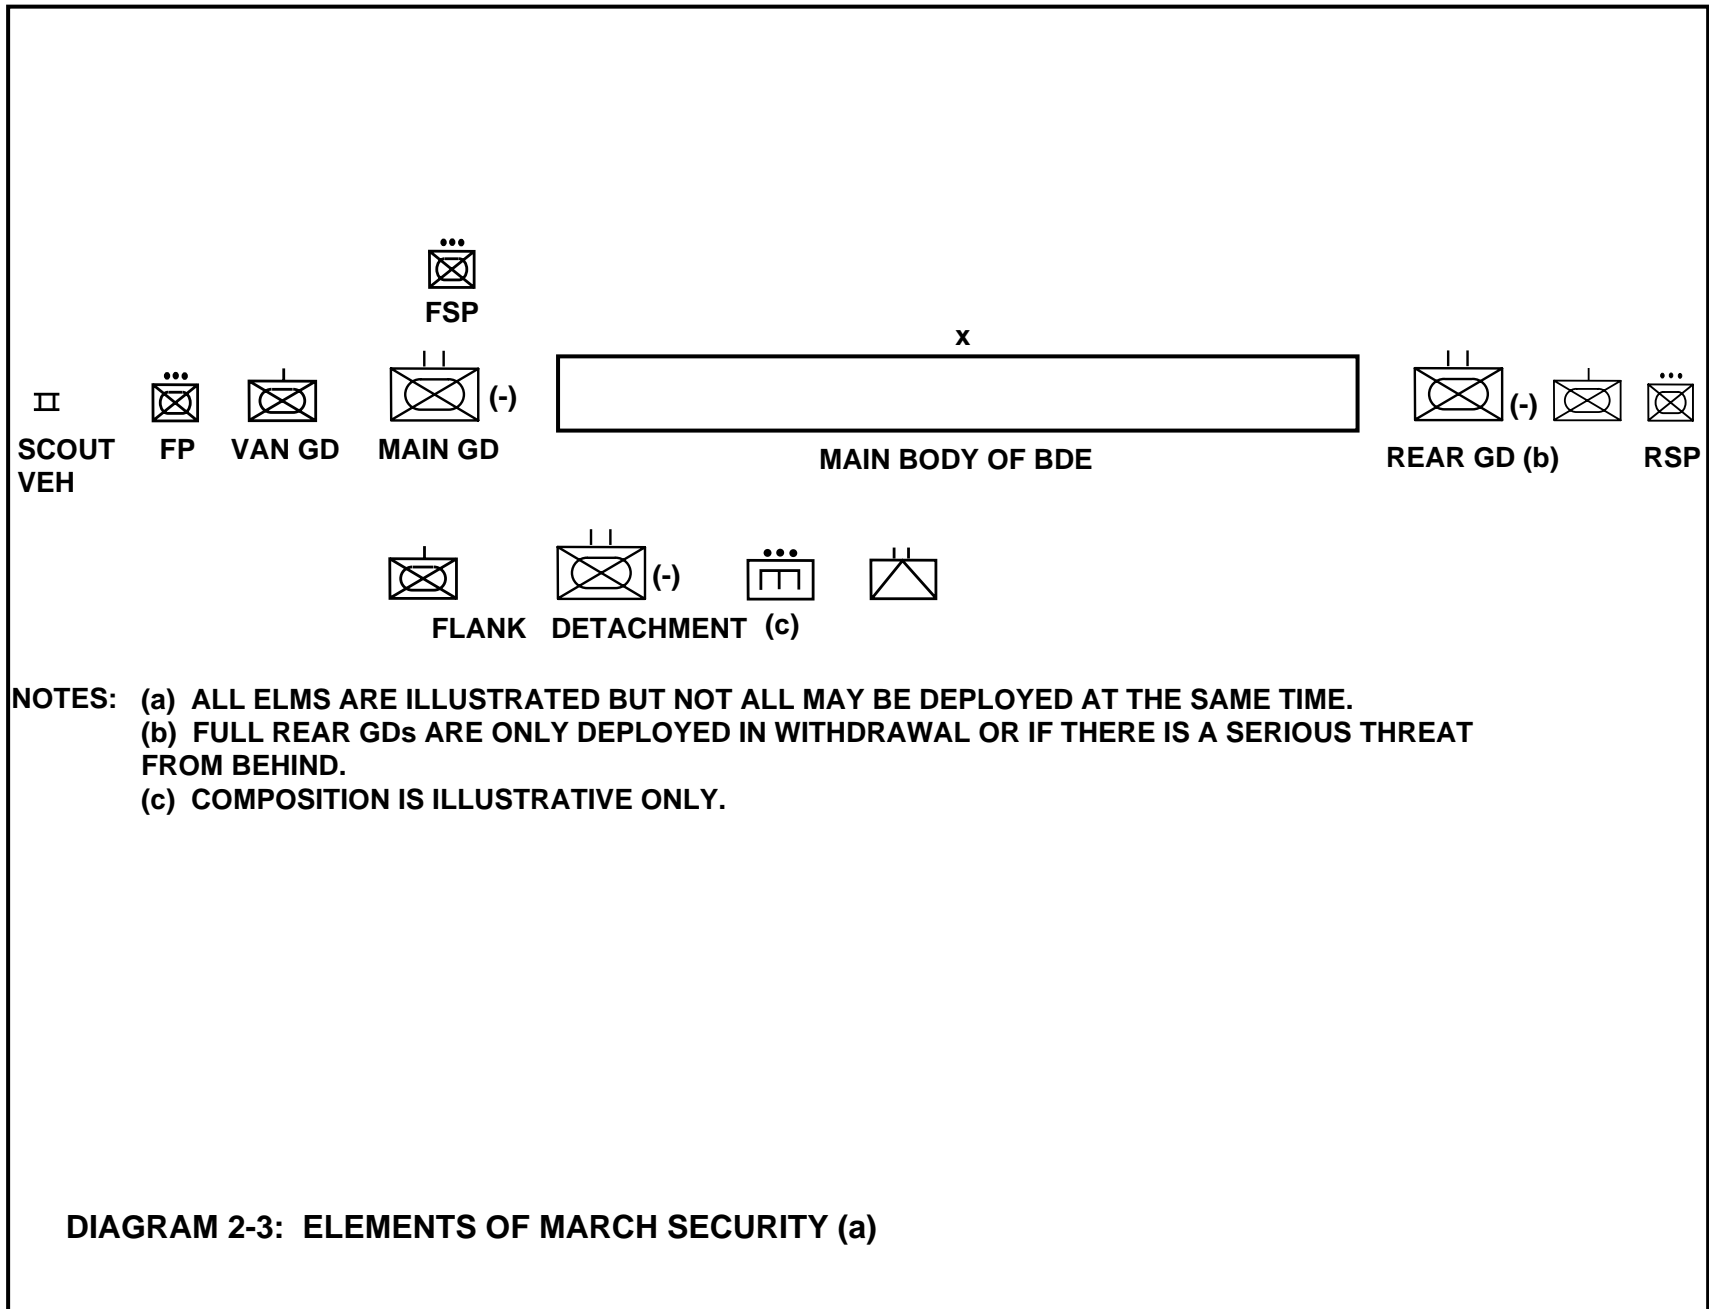 FSP
x
(-)
(-)
SCOUT VEH
FP
VAN GD
MAIN GD
MAIN BODY OF BDE
REAR GD (b)
RSP
(-)
FLANK DETACHMENT (c)
NOTES: (a) ALL ELMS ARE ILLUSTRATED BUT NOT ALL MAY BE DEPLOYED AT THE SAME TIME.
(b) FULL REAR GDs ARE ONLY DEPLOYED IN WITHDRAWAL OR IF THERE IS A SERIOUS THREAT
FROM BEHIND.
(c) COMPOSITION IS ILLUSTRATIVE ONLY.
DIAGRAM 2-3: ELEMENTS OF MARCH SECURITY (a)